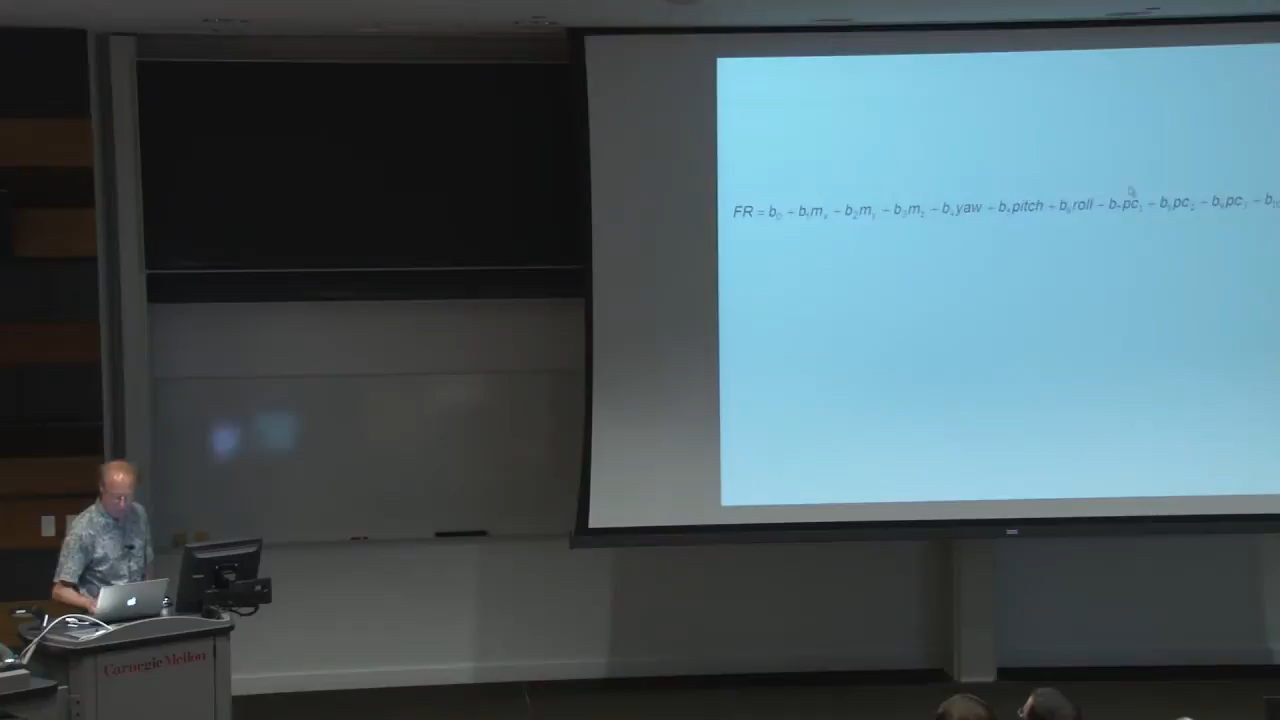 FR = b₀ + b₁mₓ + b₂mᵧ + b₃m_z + b₄yaw + b₅pitch + b₆roll + b₇pc₁ + b₈pc₂ + b₉pc₃ + b₁₀
Carnegie Mellon